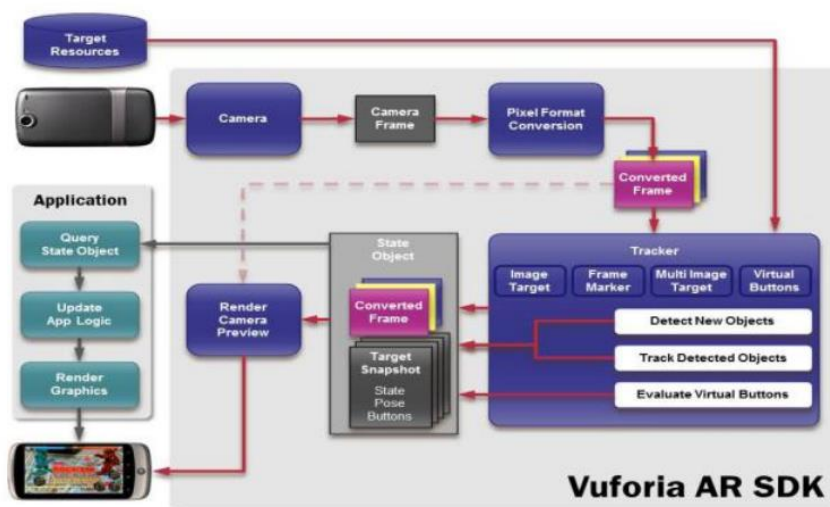 Target
Resources
Camera
Camera
Frame
Pixel Format
Conversion
Converted
Frame
Application
Query
State Object
Update
App Logic
Render
Graphics
Render
Camera
Preview
State
Object
Converted
Frame
Target
Snapshot
State
Pose
Buttons
Tracker
Image
Target
Frame
Marker
Multi Image
Target
Virtual
Buttons
Detect New Objects
Track Detected Objects
Evaluate Virtual Buttons
Vuforia AR SDK